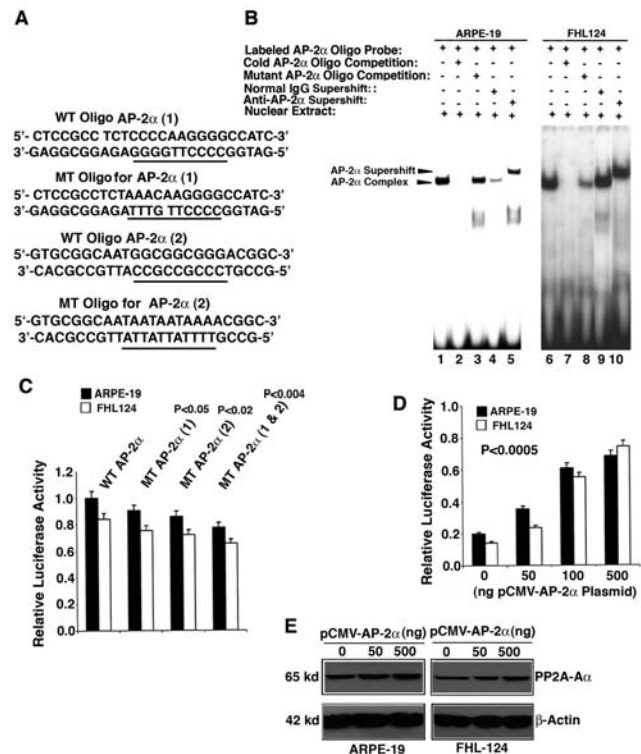 A
WT Oligo AP-2α (1)
5'- CTCCGCC TCTCCCCAAGGGGCCATC-3'
3'- GAGGCGGAGAGGGGTTCCCCGGTAG-5'
MT Oligo for AP-2α (1)
5'- CTCCGCCTCTAAACAAGGGGCCATC-3'
3'- GAGGCGGAGATTTG TTCCCCGGTAG-5'
WT Oligo AP-2α (2)
5'-GTGCGGCAATGGCGGCGGGACGGC-3'
3'-CACGCCGTTACCGCCGCCCTGCCG-5'
MT Oligo for AP-2α (2)
5'-GTGCGGCAATAATAATAAAACGGC-3'
3'-CACGCCGTTATTATTATTTTGCCG-5'
B
ARPE-19 FHL124
Labeled AP-2α Oligo Probe: + + + + + + + + + +
Cold AP-2α Oligo Competition: - + - - - - + - - -
Mutant AP-2α Oligo Competition: - - + - - - - + - -
Normal IgG Supershift:: - - - + - - - - + -
Anti-AP-2α Supershift: - - - - + - - - - +
Nuclear Extract: + + + + + + + + + +
AP-2α Supershift
AP-2α Complex
1 2 3 4 5 6 7 8 9 10
C
ARPE-19
FHL124
P<0.05 P<0.02 P<0.004
WT AP-2α
MT AP-2α (1)
MT AP-2α (2)
MT AP-2α (1 & 2)
Relative Luciferase Activity
1.2
1.0
0.8
0.6
0.4
0.2
0.0
D
ARPE-19
FHL124
P<0.0005
Relative Luciferase Activity
1.0
0.8
0.6
0.4
0.2
0
0 50 100 500
(ng pCMV-AP-2α Plasmid)
E
pCMV-AP-2α(ng) pCMV-AP-2α(ng)
0 50 500 0 50 500
65 kd PP2A-Aα
42 kd β-Actin
ARPE-19 FHL-124